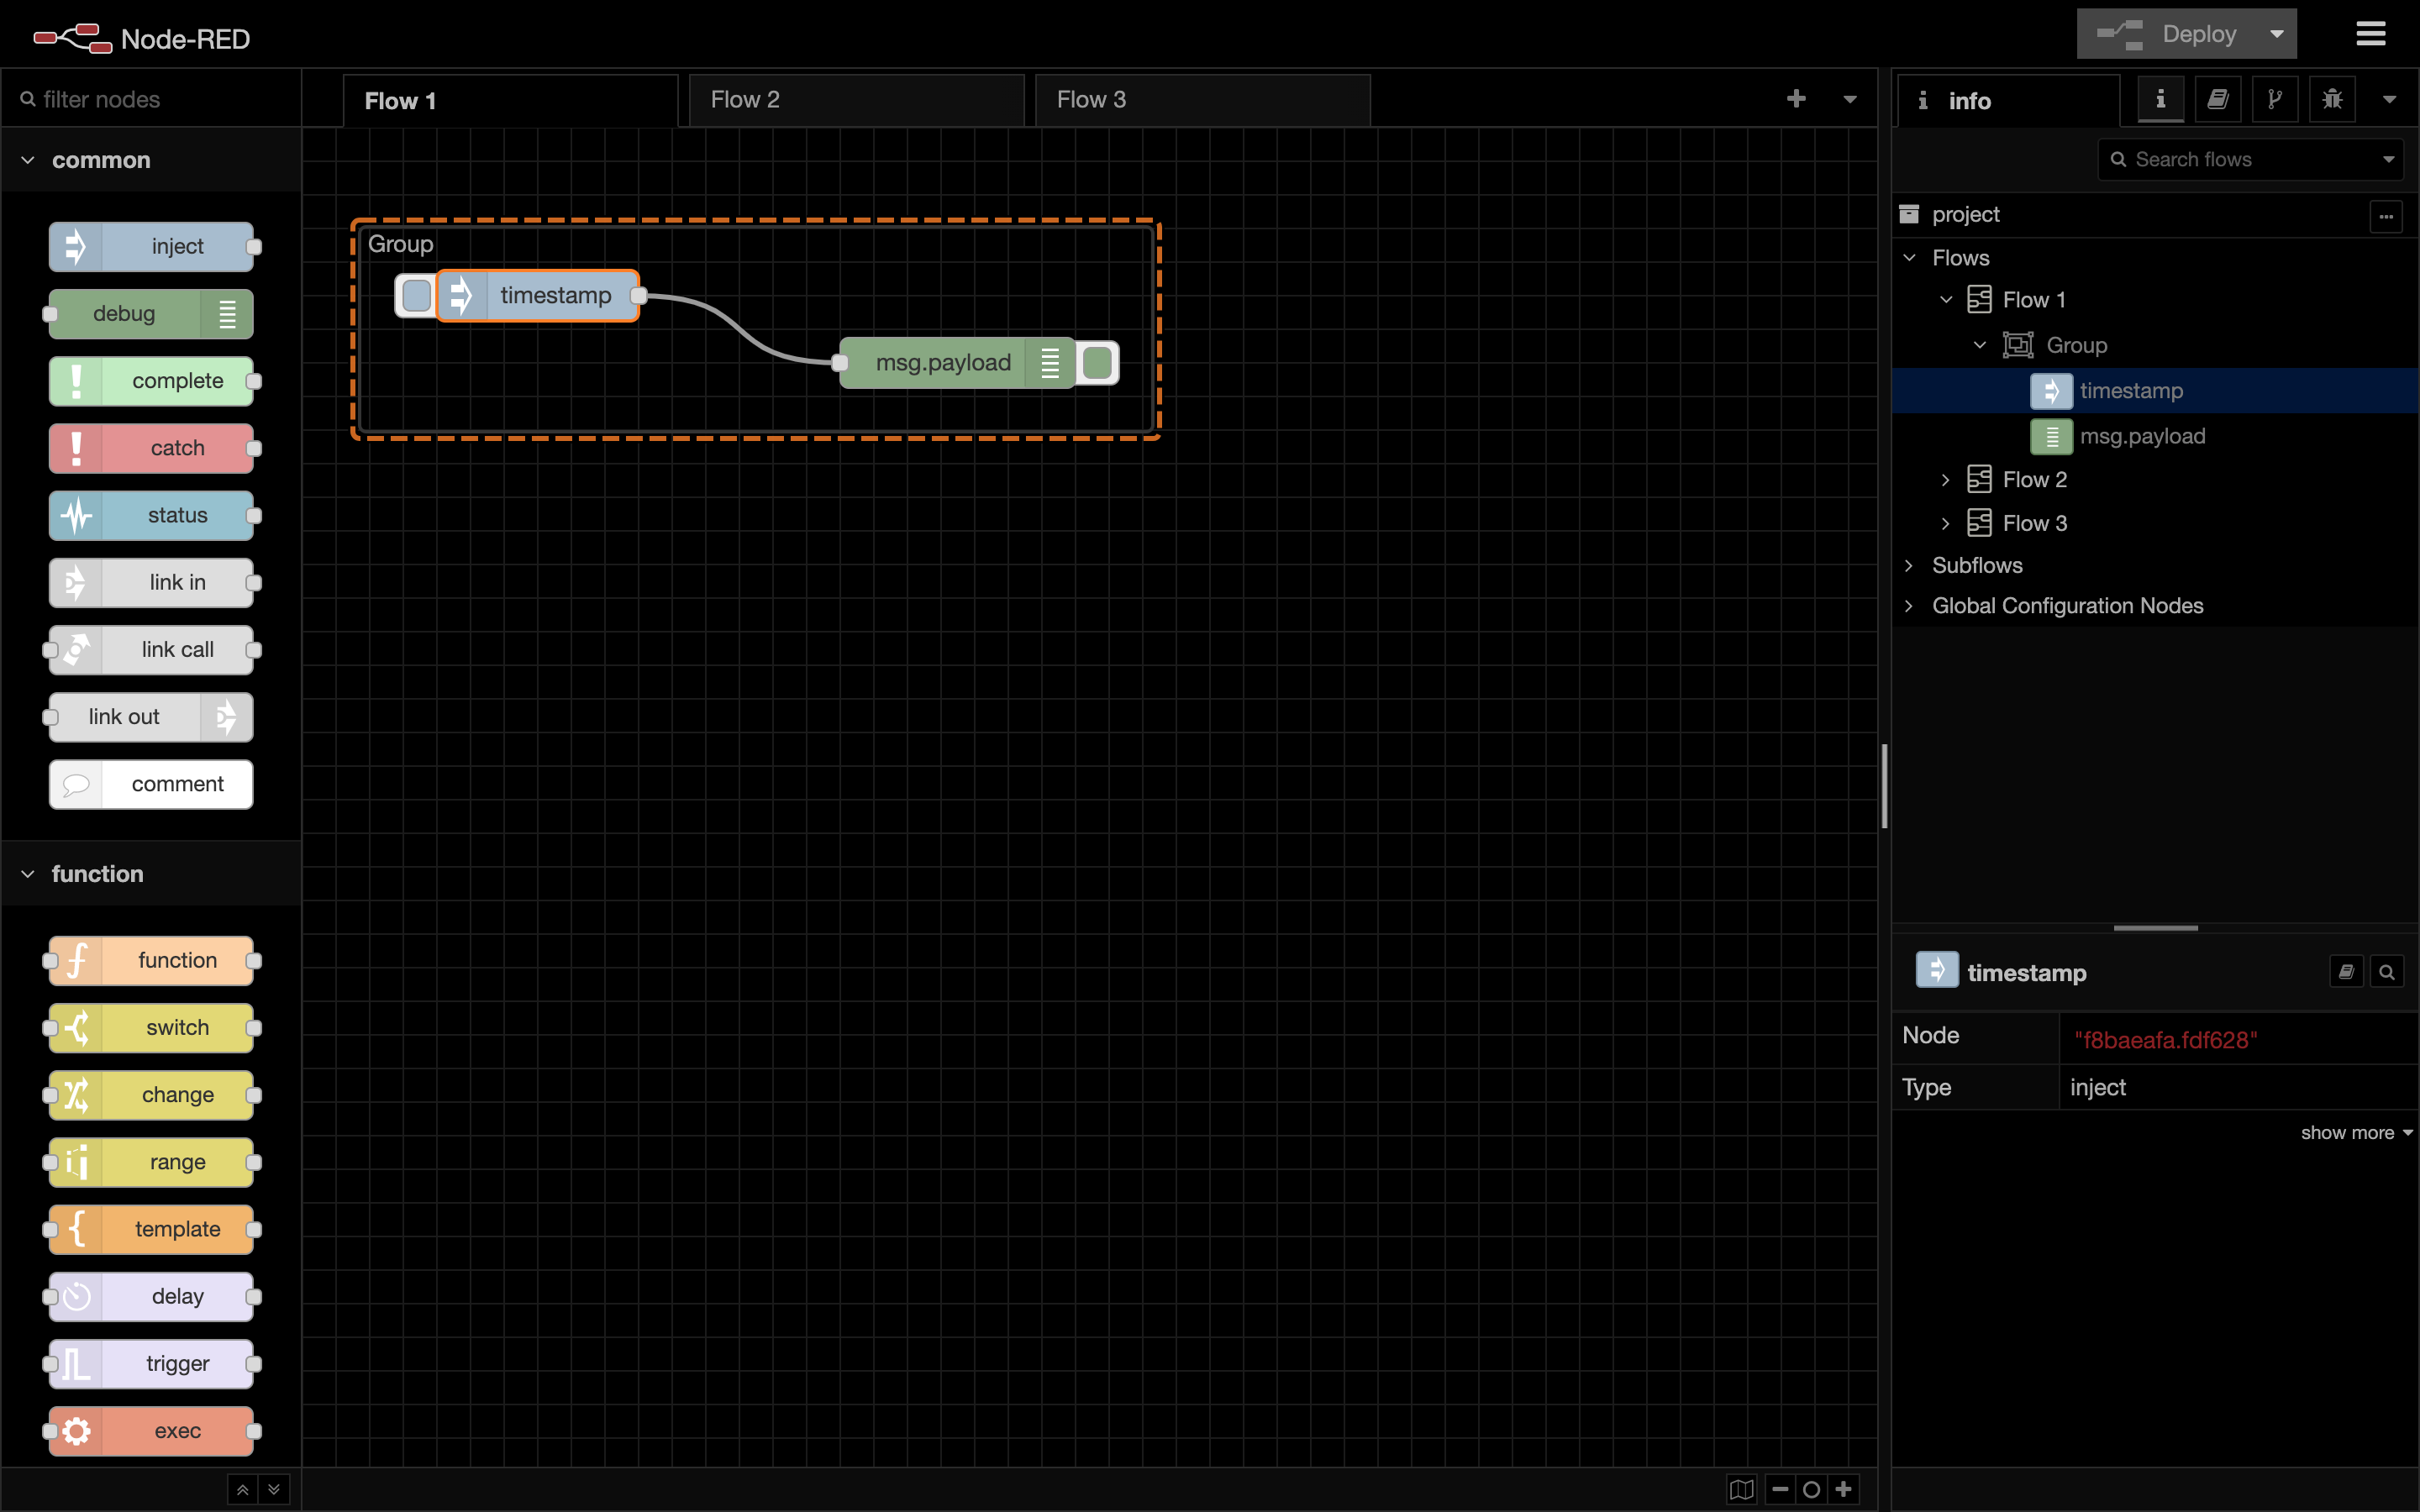 Node-RED
Deploy
filter nodes
common
inject
debug
complete
catch
status
link in
link call
link out
comment
function
function
switch
change
range
template
delay
trigger
exec
Flow 1
Flow 2
Flow 3
Group
timestamp
msg.payload
info
Search flows
project
Flows
Flow 1
Group
timestamp
msg.payload
Flow 2
Flow 3
Subflows
Global Configuration Nodes
timestamp
Node "f8baeafa.fdf628"
Type inject
show more